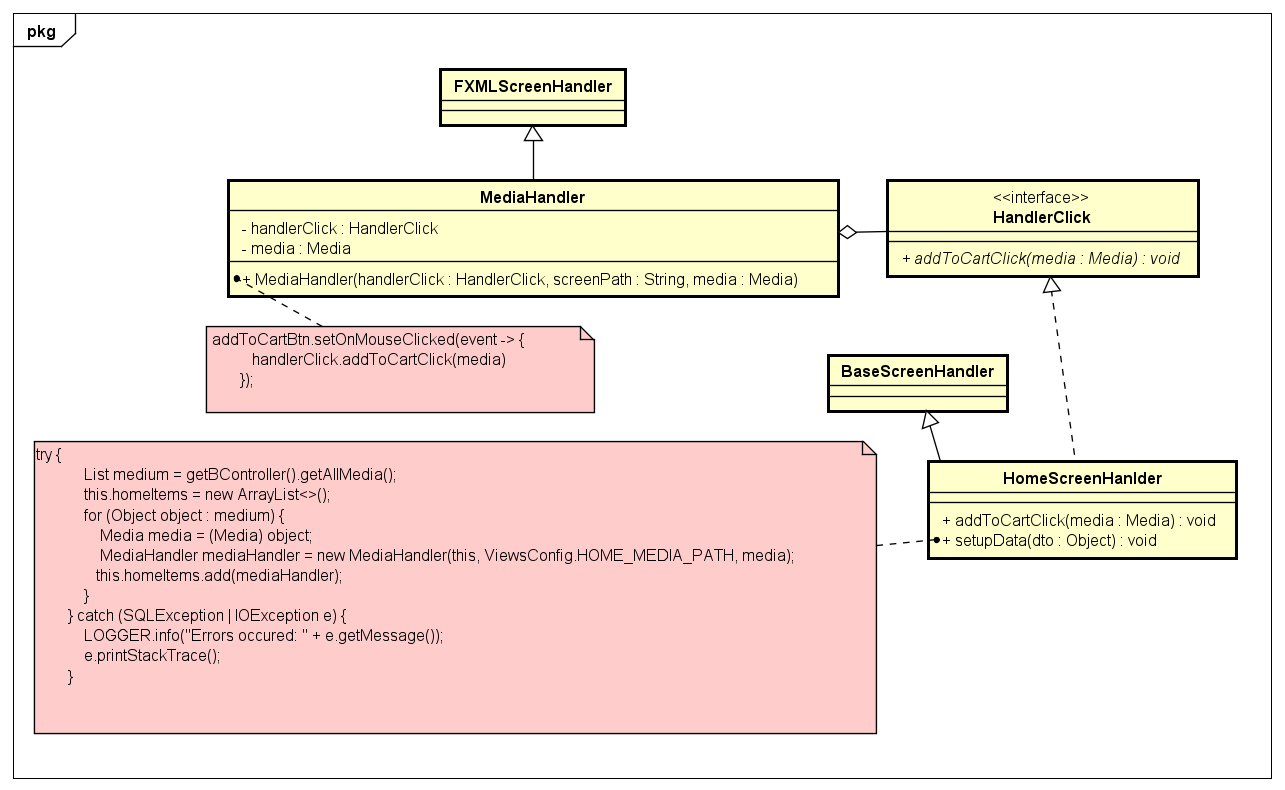 pkg
FXMLScreenHandler
MediaHandler
- handlerClick : HandlerClick
- media : Media
+ MediaHandler(handlerClick : HandlerClick, screenPath : String, media : Media)
<<interface>>
HandlerClick
+ addToCartClick(media : Media) : void
addToCartBtn.setOnMouseClicked(event -> {
handlerClick.addToCartClick(media)
});
BaseScreenHandler
HomeScreenHanlder
+ addToCartClick(media : Media) : void
+ setupData(dto : Object) : void
try {
List medium = getBController().getAllMedia();
this.homeItems = new ArrayList<>();
for (Object object : medium) {
Media media = (Media) object;
MediaHandler mediaHandler = new MediaHandler(this, ViewsConfig.HOME_MEDIA_PATH, media);
this.homeItems.add(mediaHandler);
}
} catch (SQLException | IOException e) {
LOGGER.info("Errors occured: " + e.getMessage());
e.printStackTrace();
}